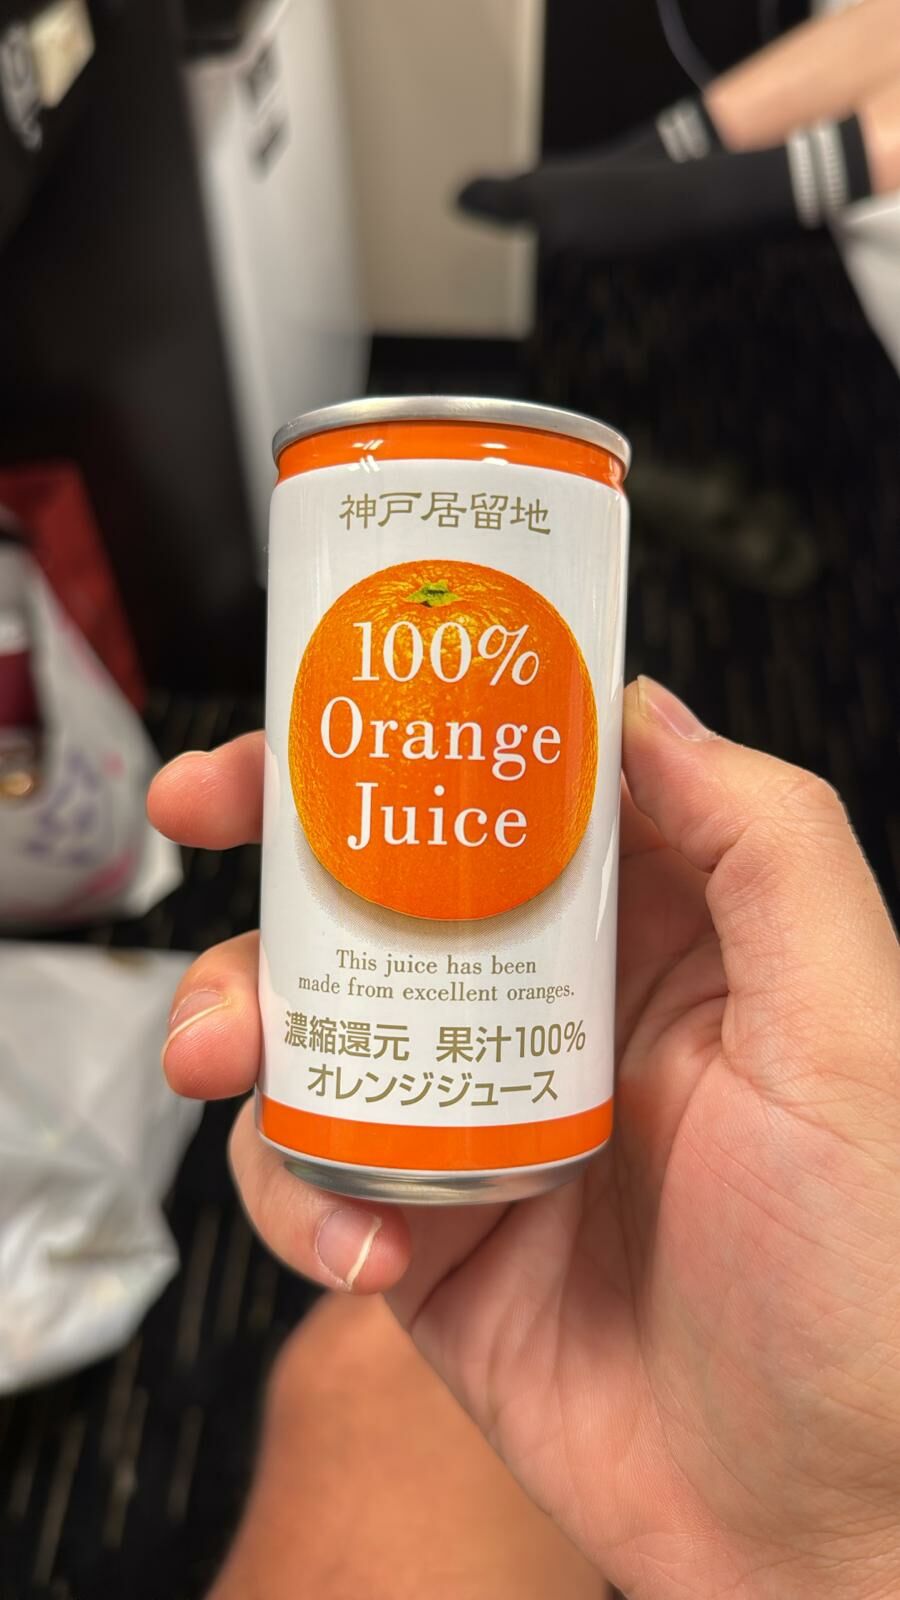 神戸居留地
100%
Orange
Juice
This juice has been
made from excellent oranges.
濃縮還元 果汁100%
オレンジジュース